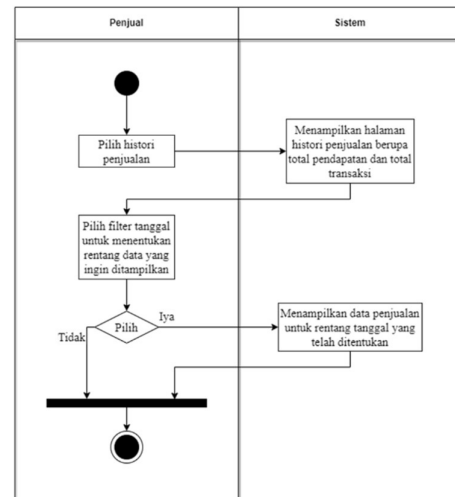 Penjual
Sistem
Pilih histori
penjualan
Menampilkan halaman
histori penjualan berupa
total pendapatan dan total
transaksi
Pilih filter tanggal
untuk menentukan
rentang data yang
ingin ditampilkan
Pilih
Iya
Tidak
Menampilkan data penjualan
untuk rentang tanggal yang
telah ditentukan